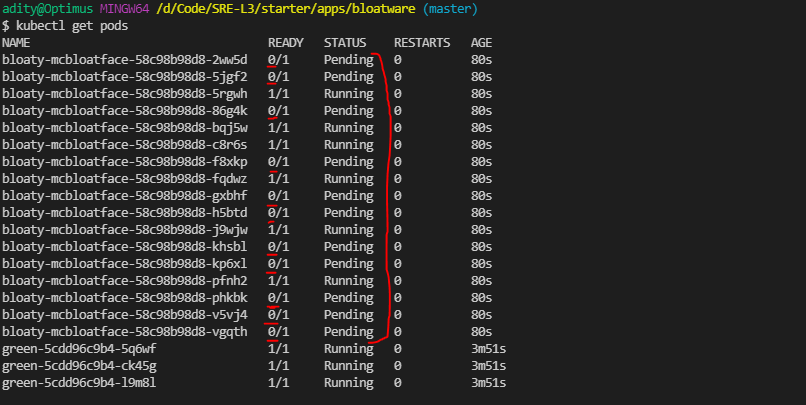 adity@Optimus MINGW64 /d/Code/SRE-L3/starter/apps/bloatware (master)
$ kubectl get pods
NAME READY STATUS RESTARTS AGE
bloaty-mcbloatface-58c98b98d8-2ww5d 0/1 Pending 0 80s
bloaty-mcbloatface-58c98b98d8-5jgf2 0/1 Pending 0 80s
bloaty-mcbloatface-58c98b98d8-5rgwh 1/1 Running 0 80s
bloaty-mcbloatface-58c98b98d8-86g4k 0/1 Pending 0 80s
bloaty-mcbloatface-58c98b98d8-bqj5w 1/1 Running 0 80s
bloaty-mcbloatface-58c98b98d8-c8r6s 1/1 Running 0 80s
bloaty-mcbloatface-58c98b98d8-f8xkp 0/1 Pending 0 80s
bloaty-mcbloatface-58c98b98d8-fqdwz 1/1 Running 0 80s
bloaty-mcbloatface-58c98b98d8-gxbhf 0/1 Pending 0 80s
bloaty-mcbloatface-58c98b98d8-h5btd 0/1 Pending 0 80s
bloaty-mcbloatface-58c98b98d8-j9wjw 1/1 Running 0 80s
bloaty-mcbloatface-58c98b98d8-khsbl 0/1 Pending 0 80s
bloaty-mcbloatface-58c98b98d8-kp6xl 0/1 Pending 0 80s
bloaty-mcbloatface-58c98b98d8-pfnh2 1/1 Running 0 80s
bloaty-mcbloatface-58c98b98d8-phkbk 0/1 Pending 0 80s
bloaty-mcbloatface-58c98b98d8-v5vj4 0/1 Pending 0 80s
bloaty-mcbloatface-58c98b98d8-vgqth 0/1 Pending 0 80s
green-5cdd96c9b4-5q6wf 1/1 Running 0 3m51s
green-5cdd96c9b4-ck45g 1/1 Running 0 3m51s
green-5cdd96c9b4-l9m8l 1/1 Running 0 3m51s